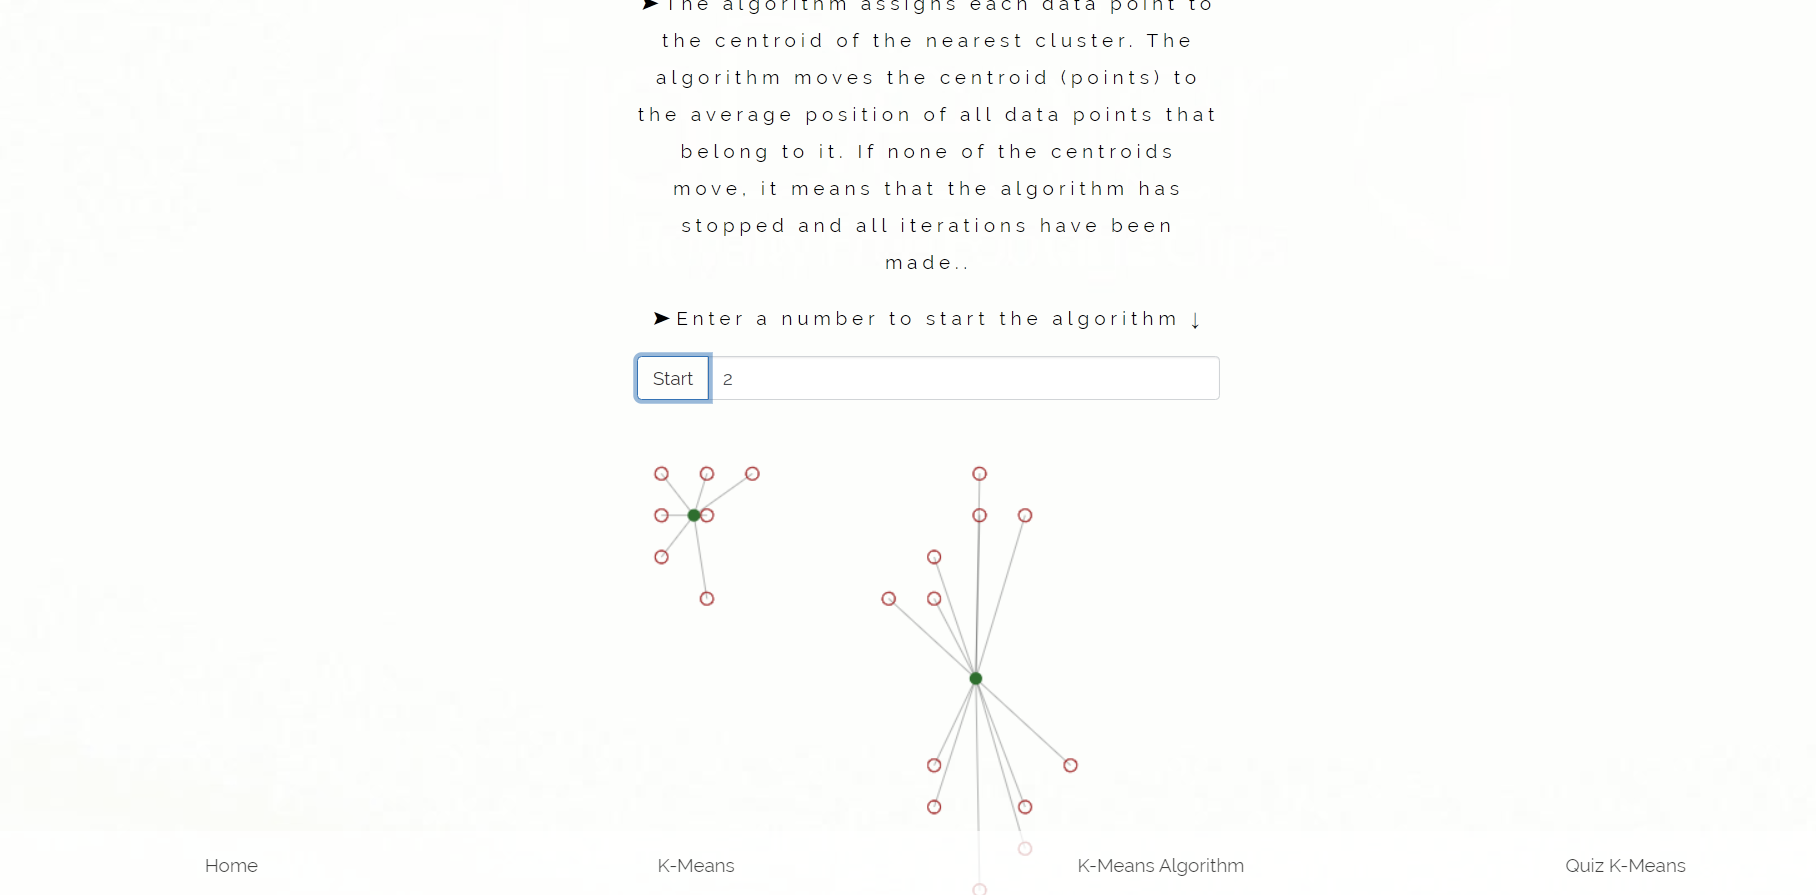 ➤The algorithm assigns each data point to
the centroid of the nearest cluster. The
algorithm moves the centroid (points) to
the average position of all data points that
belong to it. If none of the centroids
move, it means that the algorithm has
stopped and all iterations have been
made..
➤Enter a number to start the algorithm ↓
Start 2
Home K-Means K-Means Algorithm Quiz K-Means